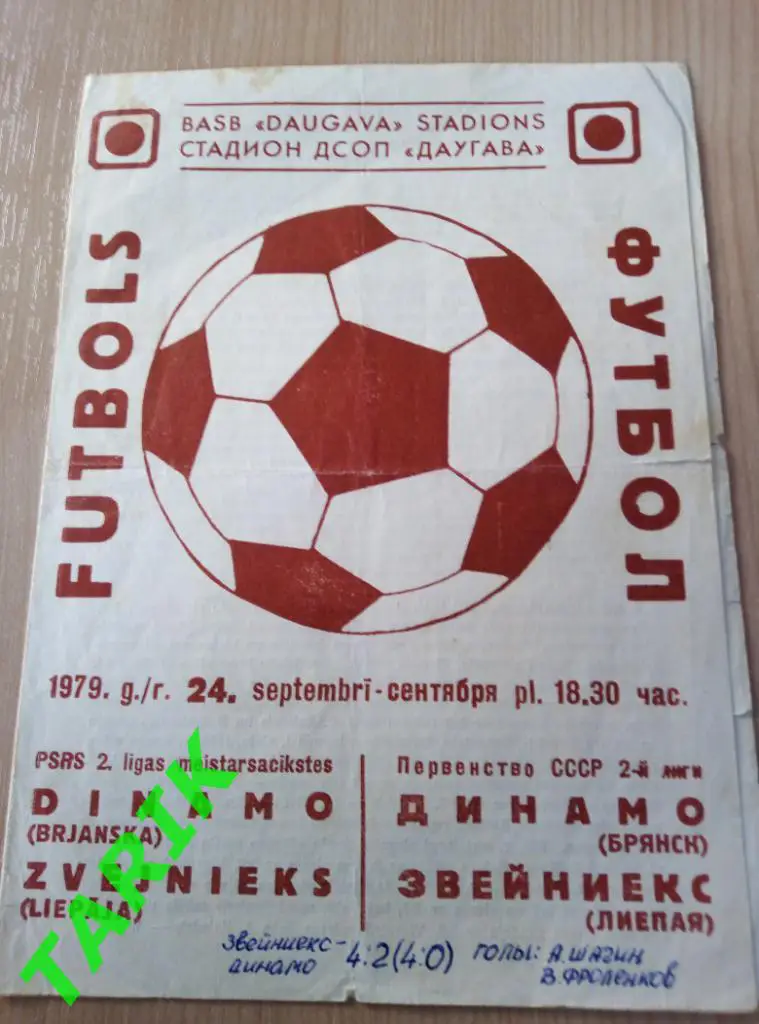 BASB «DAUGAVA» STADIONS
СТАДИОН ДСОП «ДАУГАВА»
FUTBOLS
ФУТБОЛ
1979. g./г. 24. septembrī-сентября pl. 18.30 час.
PSRS 2. līgas meistarsacīkstes
DINAMO
(BRJANSKA)
ZVEJNIEKS
(LIEPĀJA)
Первенство СССР 2-й лиги
ДИНАМО
(БРЯНСК)
ЗВЕЙНИЕКС
(ЛИЕПАЯ)
Звейниекс-
динамо 4:2(4:0) голы: А.Шагин
В.Фроленков
TARIK